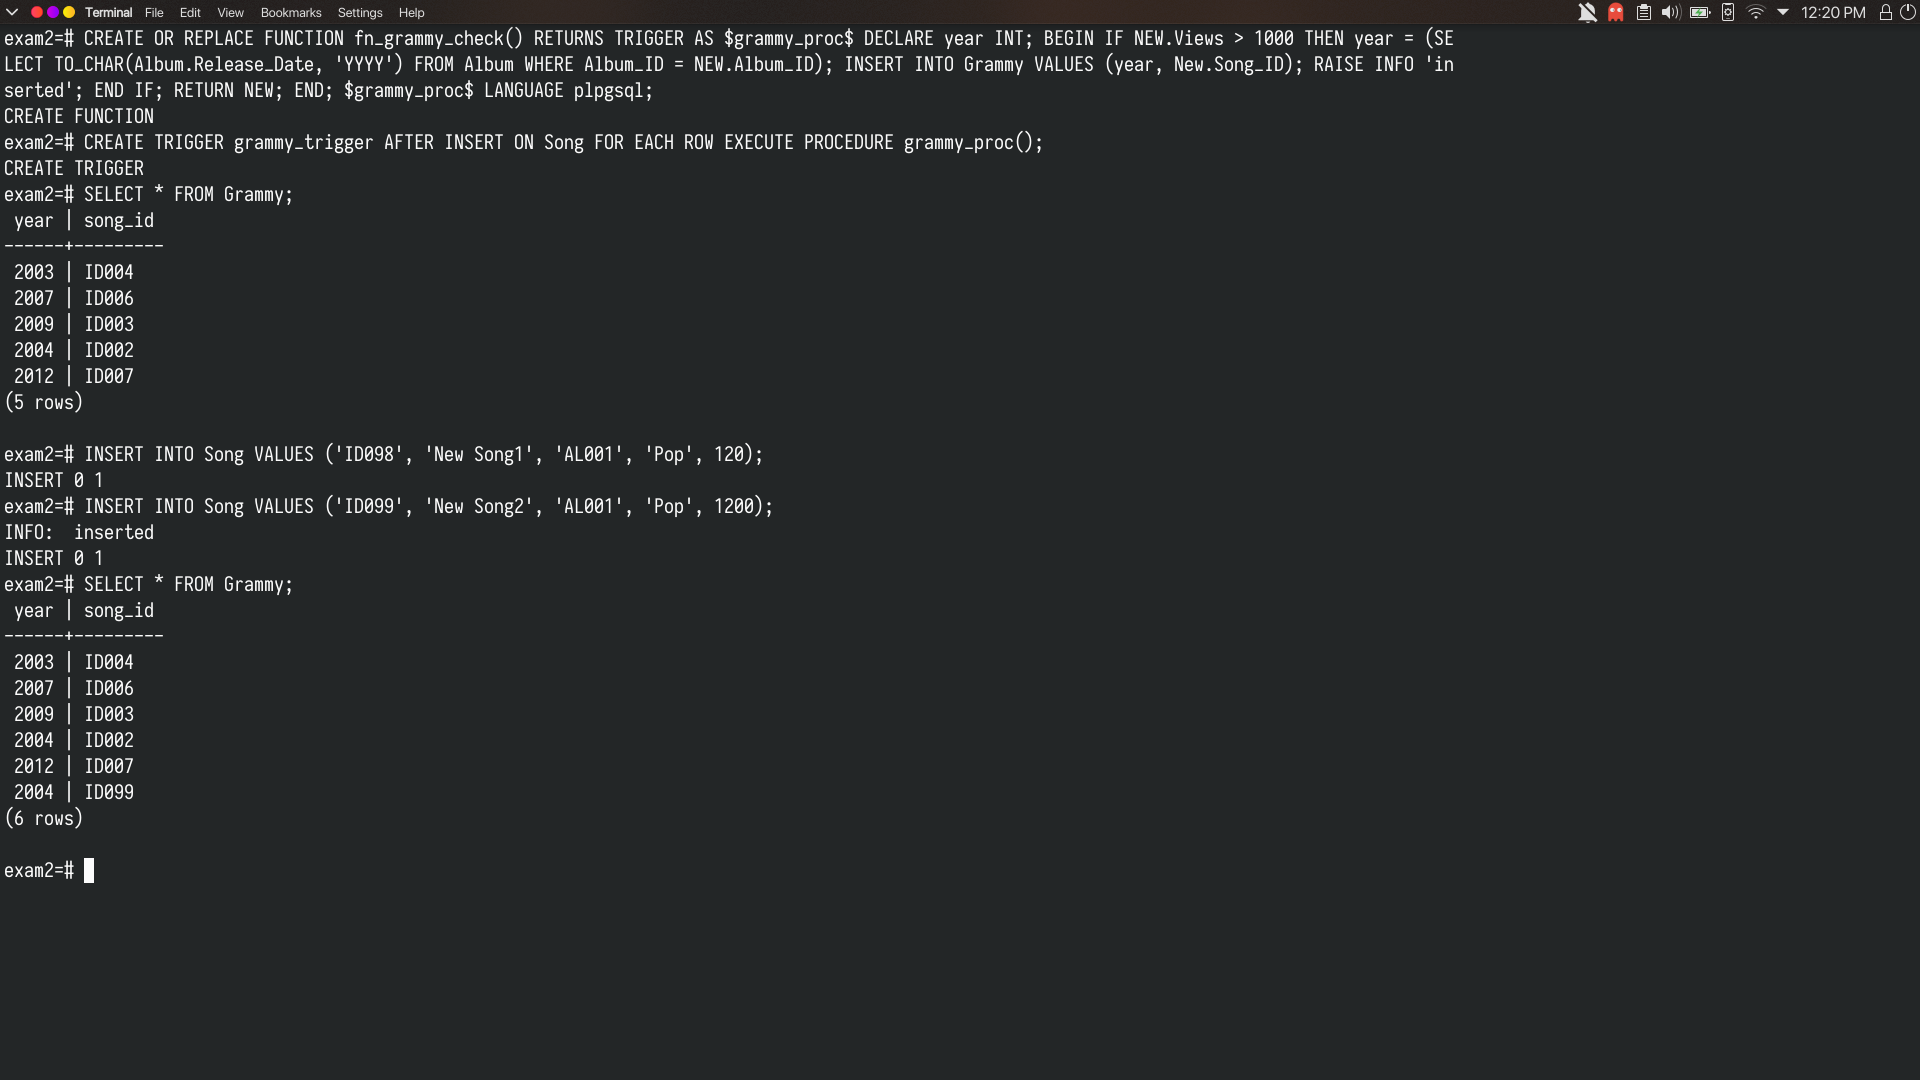 Terminal File Edit View Bookmarks Settings Help 12:20 PM
exam2=# CREATE OR REPLACE FUNCTION fn_grammy_check() RETURNS TRIGGER AS $grammy_proc$ DECLARE year INT; BEGIN IF NEW.Views > 1000 THEN year = (SE
LECT TO_CHAR(Album.Release_Date, 'YYYY') FROM Album WHERE Album_ID = NEW.Album_ID); INSERT INTO Grammy VALUES (year, New.Song_ID); RAISE INFO 'in
serted'; END IF; RETURN NEW; END; $grammy_proc$ LANGUAGE plpgsql;
CREATE FUNCTION
exam2=# CREATE TRIGGER grammy_trigger AFTER INSERT ON Song FOR EACH ROW EXECUTE PROCEDURE grammy_proc();
CREATE TRIGGER
exam2=# SELECT * FROM Grammy;
 year | song_id
------+---------
 2003 | ID004
 2007 | ID006
 2009 | ID003
 2004 | ID002
 2012 | ID007
(5 rows)
exam2=# INSERT INTO Song VALUES ('ID098', 'New Song1', 'AL001', 'Pop', 120);
INSERT 0 1
exam2=# INSERT INTO Song VALUES ('ID099', 'New Song2', 'AL001', 'Pop', 1200);
INFO:  inserted
INSERT 0 1
exam2=# SELECT * FROM Grammy;
 year | song_id
------+---------
 2003 | ID004
 2007 | ID006
 2009 | ID003
 2004 | ID002
 2012 | ID007
 2004 | ID099
(6 rows)
exam2=#